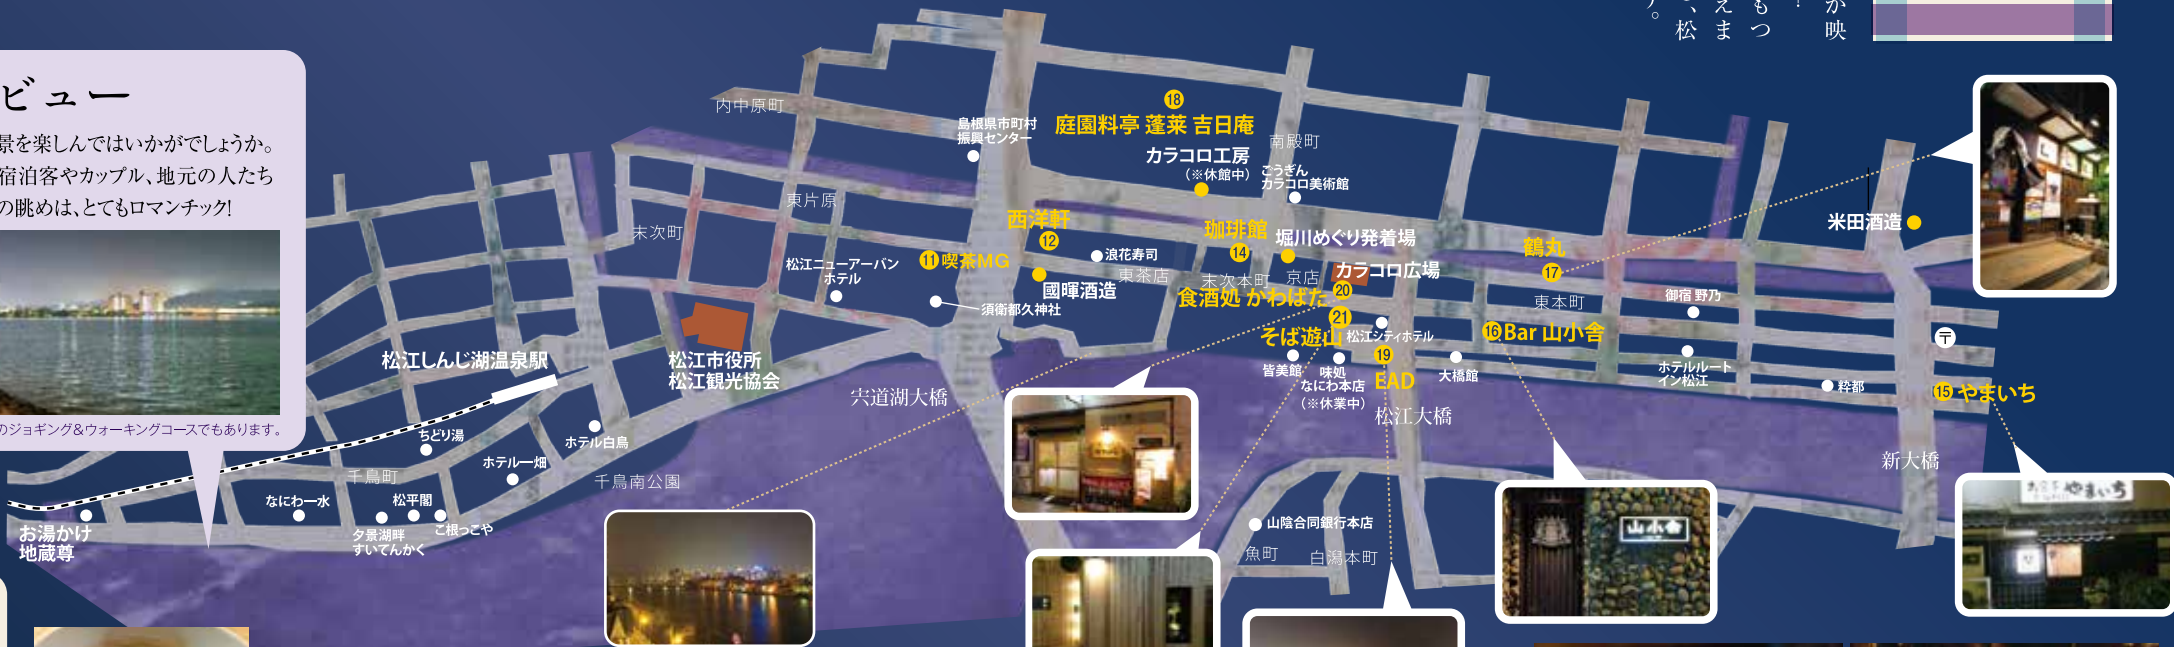 が映
もつ
えま
、松
。
ビュー
景を楽しんではいかがでしょうか。
宿泊客やカップル、地元の人たち
の眺めは、とてもロマンチック!
のジョギング&ウォーキングコースでもあります。
内中原町
島根県市町村
振興センター
⑱
庭園料亭 蓬莱 吉日庵
南殿町
カラコロ工房
(※休館中)
ごうぎん
カラコロ美術館
東片原
末次町
西洋軒
⑫
珈琲館
⑭
堀川めぐり発着場
鶴丸
⑰
米田酒造
⑪喫茶MG
松江ニューアーバン
ホテル
浪花寿司
東茶店
國暉酒造
須衛都久神社
末次本町
京店
カラコロ広場
食酒処 かわばた
⑳
東本町
御宿 野乃
㉑
そば遊山
松江シティホテル
⑯Bar 山小舎
〒
松江しんじ湖温泉駅
松江市役所
松江観光協会
皆美館
味処
なにわ本店
(※休業中)
⑲
EAD
大橋館
ホテルルート
イン松江
粋都
⑮やまいち
宍道湖大橋
松江大橋
新大橋
ちどり湯
ホテル白鳥
ホテル一畑
千鳥町
千鳥南公園
なにわ一水
松平閣
夕景湖畔
すいてんかく
ご根っこや
お湯かけ
地蔵尊
山陰合同銀行本店
魚町
白潟本町
山小舎
やまいち